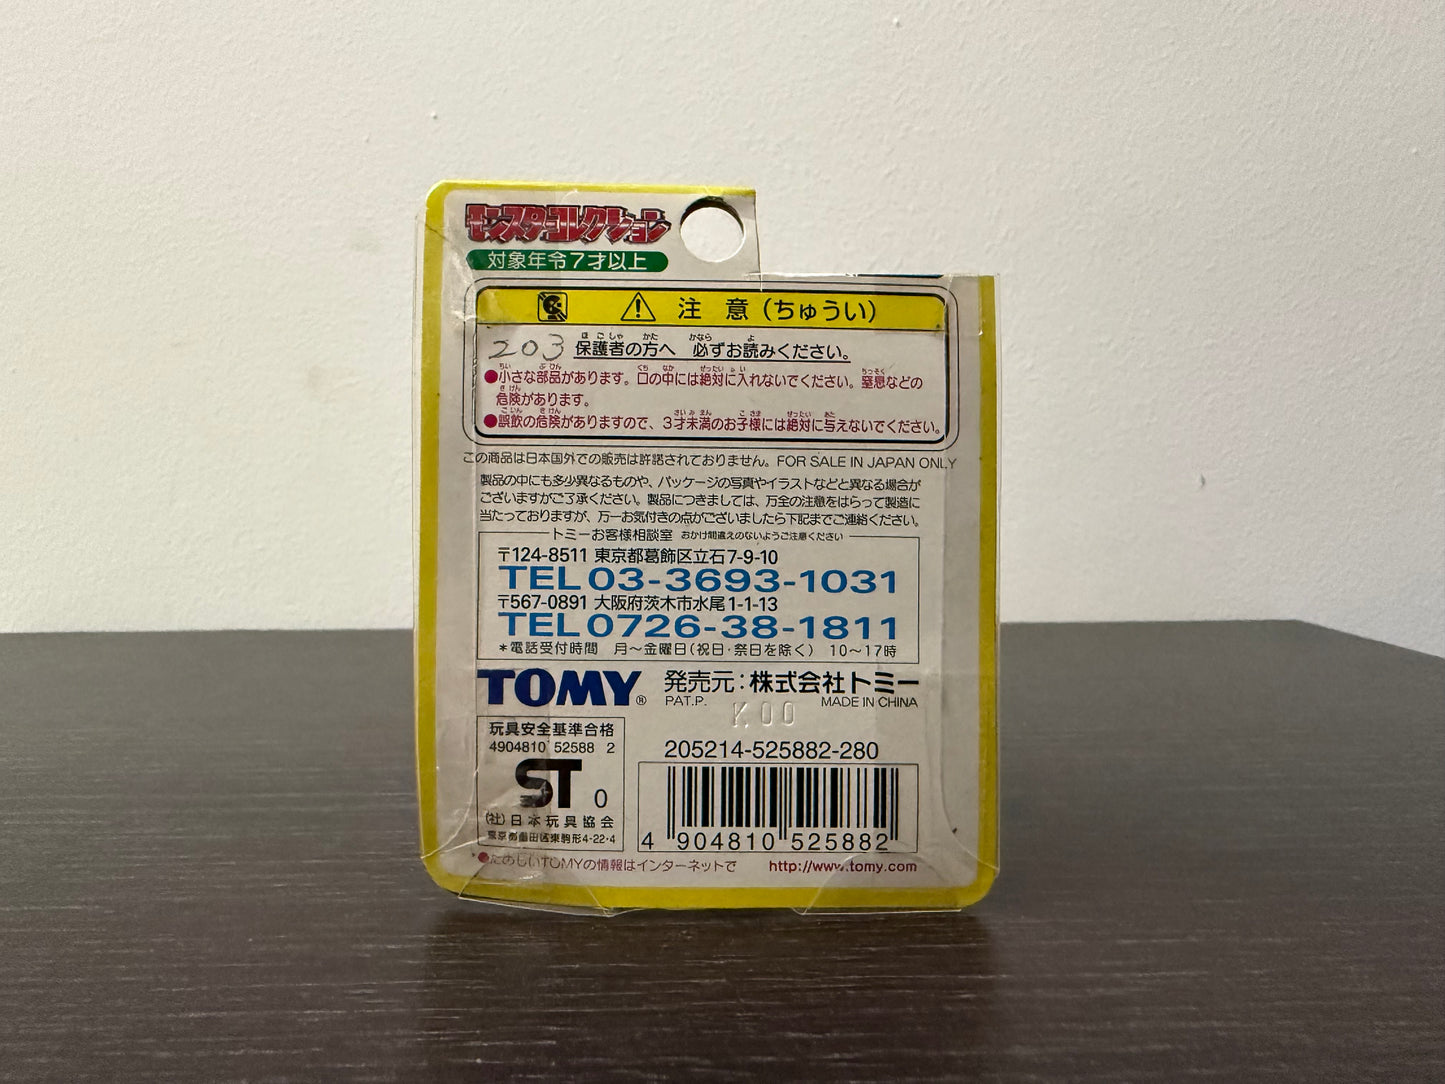 モンスターコレクション
対象年令7才以上
注意（ちゅうい）
203 保護者の方へ 必ずお読みください。
●小さな部品があります。口の中には絶対に入れないでください。窒息などの
危険があります。
●誤飲の危険がありますので、3才未満のお子様には絶対に与えないでください。
この商品は日本国外での販売は許諾されておりません。FOR SALE IN JAPAN ONLY
製品の中にも多少異なるものや、パッケージの写真やイラストなどと異なる場合が
ございますがご了承ください。製品につきましては、万全の注意をはらって製造に
当たっておりますが、万一お気付きの点がございましたら下記までご連絡ください。
トミーお客様相談室 おかけ間違えのないようご注意ください
〒124-8511 東京都葛飾区立石7-9-10
TEL 03-3693-1031
〒567-0891 大阪府茨木市水尾1-1-13
TEL 0726-38-1811
*電話受付時間 月〜金曜日(祝日・祭日を除く) 10〜17時
TOMY® 発売元：株式会社トミー
PAT.P. MADE IN CHINA
K00
玩具安全基準合格
4904810 52588 2
ST 0
(社)日本玩具協会
東京都墨田区東駒形4-22-4
205214-525882-280
4 904810 525882
●たのしいTOMYの情報はインターネットで http://www.tomy.com